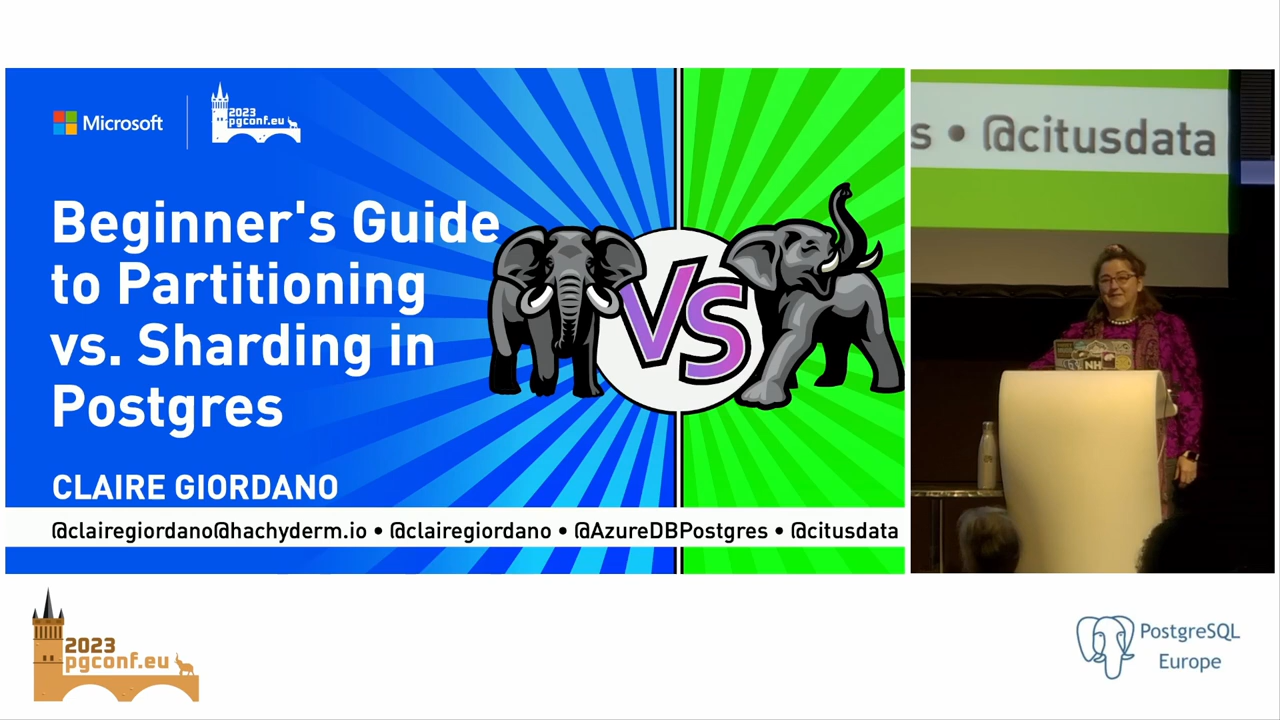 Microsoft
2023
pgconf.eu
Beginner's Guide
to Partitioning
vs. Sharding in
Postgres
VS
CLAIRE GIORDANO
@clairegiordano@hachyderm.io • @clairegiordano • @AzureDBPostgres • @citusdata
s • @citusdata
NH
2023
pgconf.eu
PostgreSQL
Europe